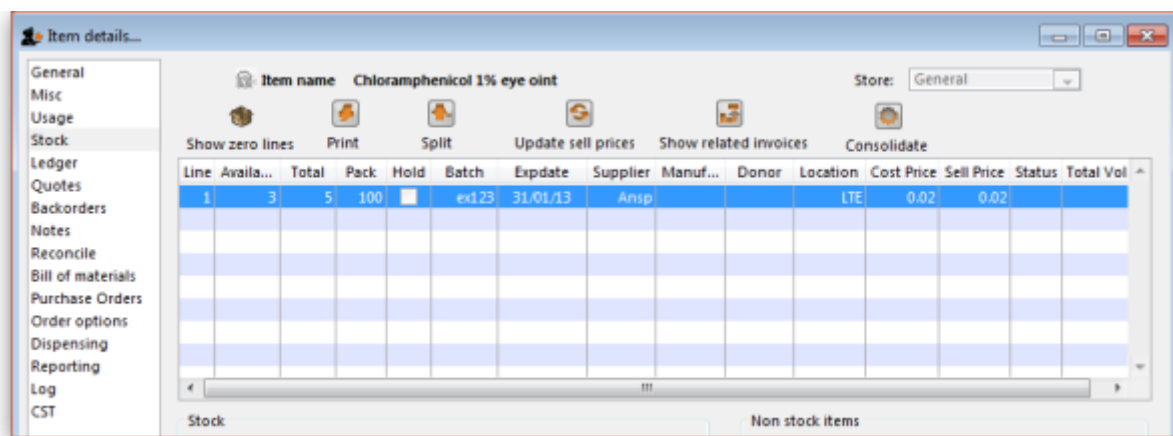 Item details...
General
Misc
Usage
Stock
Ledger
Quotes
Backorders
Notes
Reconcile
Bill of materials
Purchase Orders
Order options
Dispensing
Reporting
Log
CST
Item name Chloramphenicol 1% eye oint Store: General
Show zero lines Print Split Update sell prices Show related invoices Consolidate
Line Availa... Total Pack Hold Batch Expdate Supplier Manuf... Donor Location Cost Price Sell Price Status Total Vol
1 3 5 100 ex123 31/01/13 Ansp LTE 0.02 0.02
Stock Non stock items